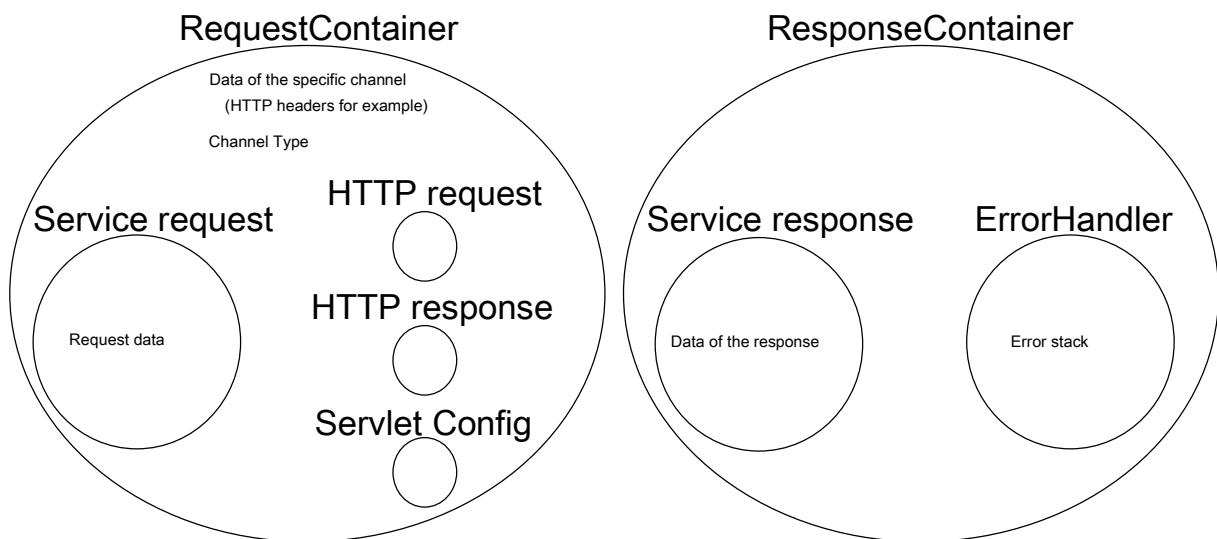 RequestContainer
Data of the specific channel
(HTTP headers for example)
Channel Type
HTTP request
Service request
HTTP response
Request data
Servlet Config
ResponseContainer
Service response
ErrorHandler
Data of the response
Error stack